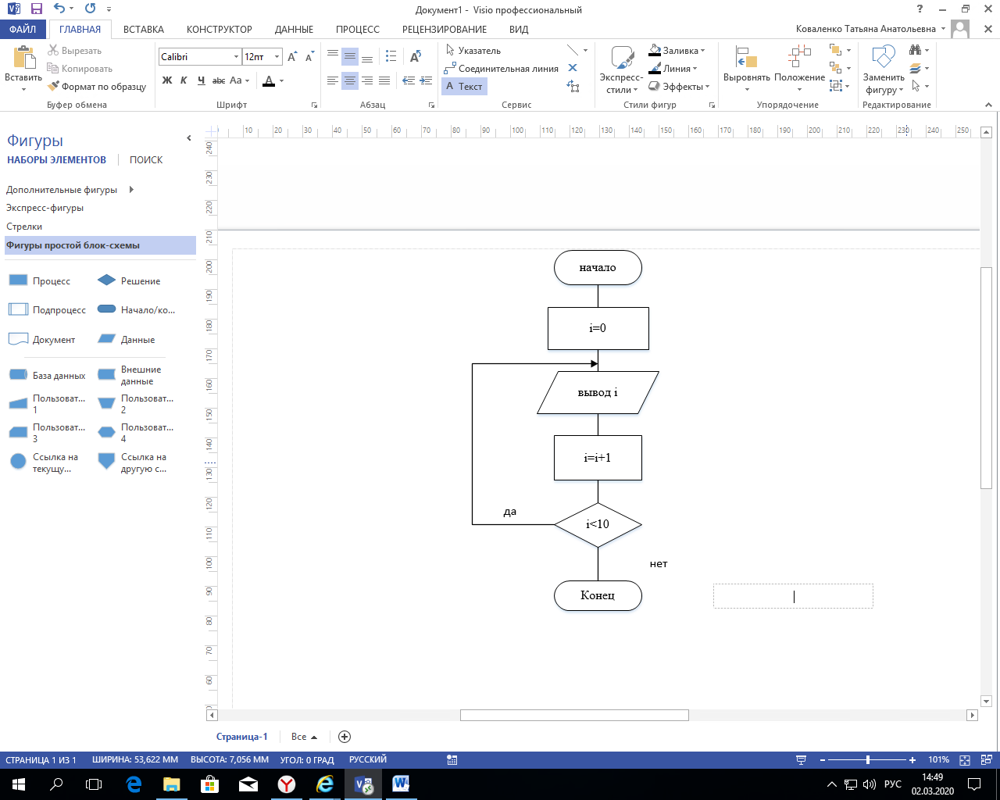 Документ1 - Visio профессиональный
ФАЙЛ ГЛАВНАЯ ВСТАВКА КОНСТРУКТОР ДАННЫЕ ПРОЦЕСС РЕЦЕНЗИРОВАНИЕ ВИД
Коваленко Татьяна Анатольевна
Вставить
Вырезать
Копировать
Формат по образцу
Буфер обмена
Calibri 12пт
Ж К Ч abc Aa A
Шрифт
Абзац
Указатель
Соединительная линия
A Текст
Сервис
Экспресс-
стили
Заливка
Линия
Эффекты
Стили фигур
Выровнять
Положение
Упорядочение
Заменить
фигуру
Редактирование
Фигуры
НАБОРЫ ЭЛЕМЕНТОВ ПОИСК
Дополнительные фигуры
Экспресс-фигуры
Стрелки
Фигуры простой блок-схемы
Процесс
Решение
Подпроцесс
Начало/ко...
Документ
Данные
База данных
Внешние
данные
Пользоват...
1
Пользоват...
2
Пользоват...
3
Пользоват...
4
Ссылка на
текущу...
Ссылка на
другую с...
10 20 30 40 50 60 70 80 90 100 110 120 130 140 150 160 170 180 190 200 210 220 230 240 250
240
230
220
210
200
190
180
170
160
150
140
130
120
110
100
90
80
70
60
начало
i=0
вывод i
i=i+1
да
i<10
нет
Конец
Страница-1 Все
СТРАНИЦА 1 ИЗ 1 ШИРИНА: 53,622 ММ ВЫСОТА: 7,056 ММ УГОЛ: 0 ГРАД РУССКИЙ
101%
РУС
14:49
02.03.2020